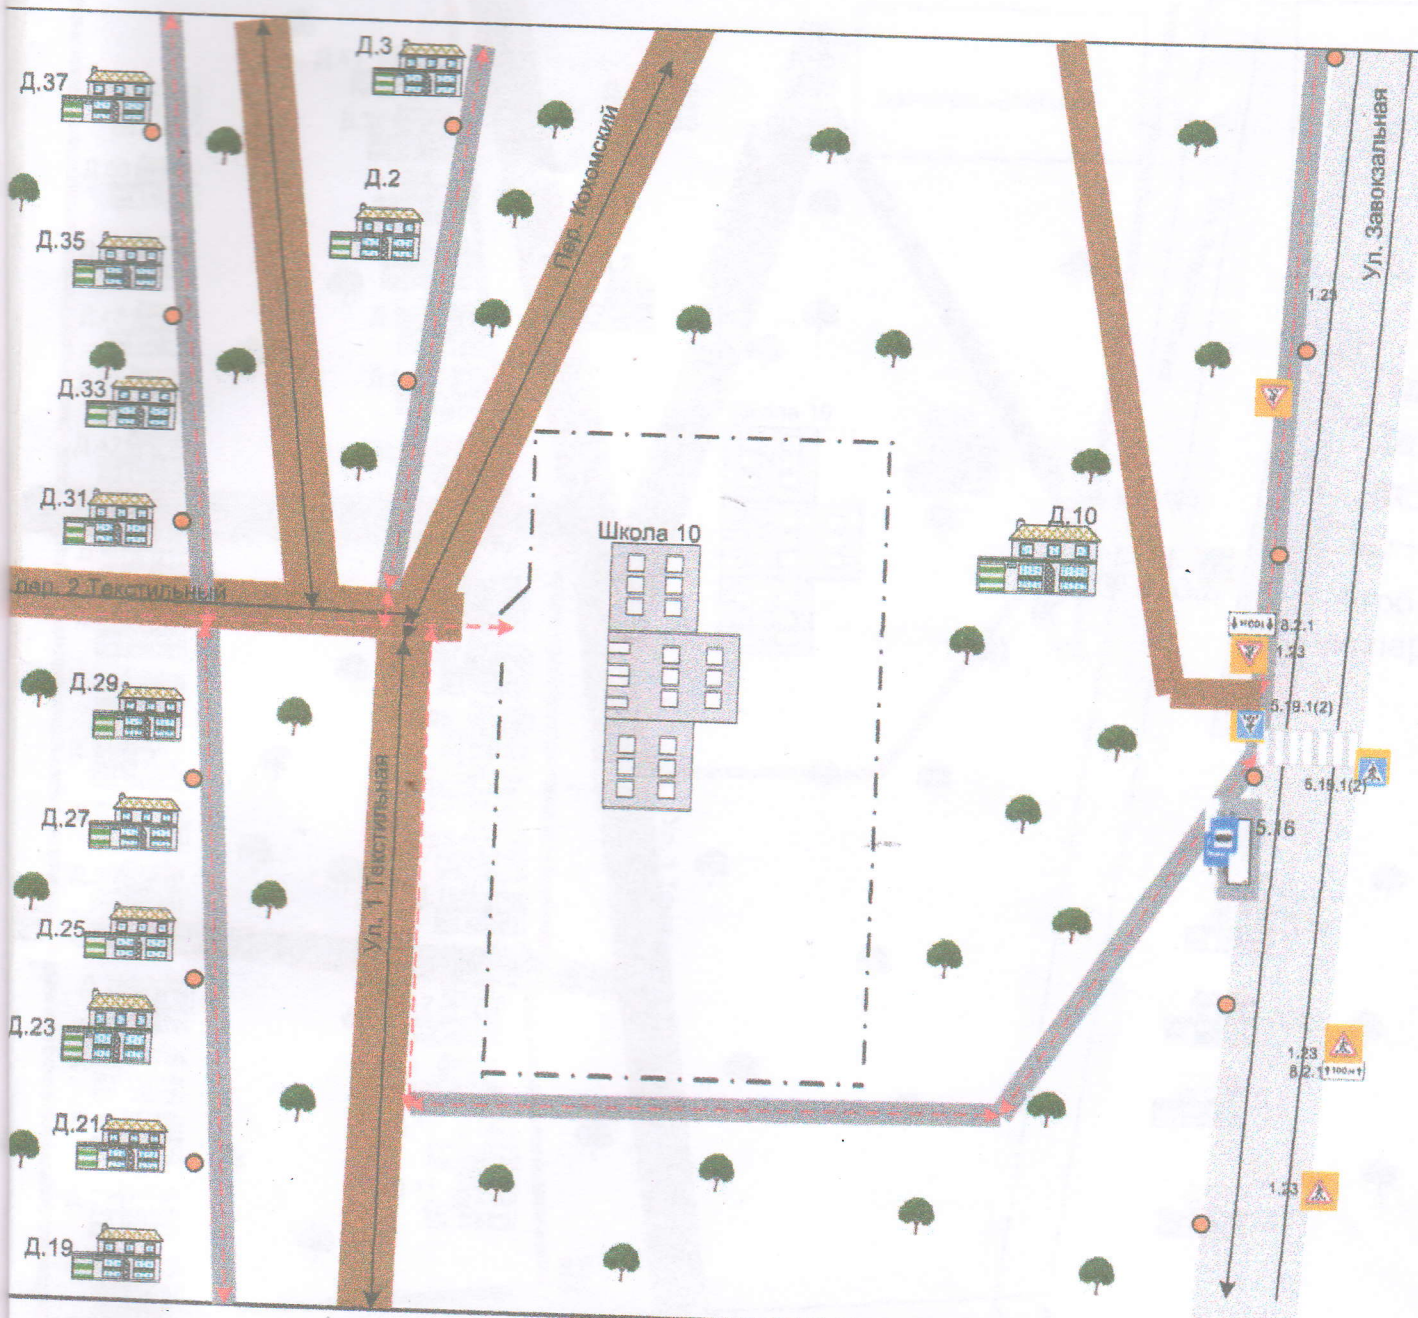 Д.3
Д.37
Д.2
Пер. Кохомский
Ул. Завокзальная
Д.35
1.23
Д.33
Д.31
Школа 10
Д.10
пер. 2 Текстильный
100м
8.2.1
1.23
Д.29
5.19.1(2)
5.19.1(2)
Ул. 1 Текстильная
Д.27
5.16
Д.25
Д.23
1.23
8.2.1
100м
Д.21
1.23
Д.19